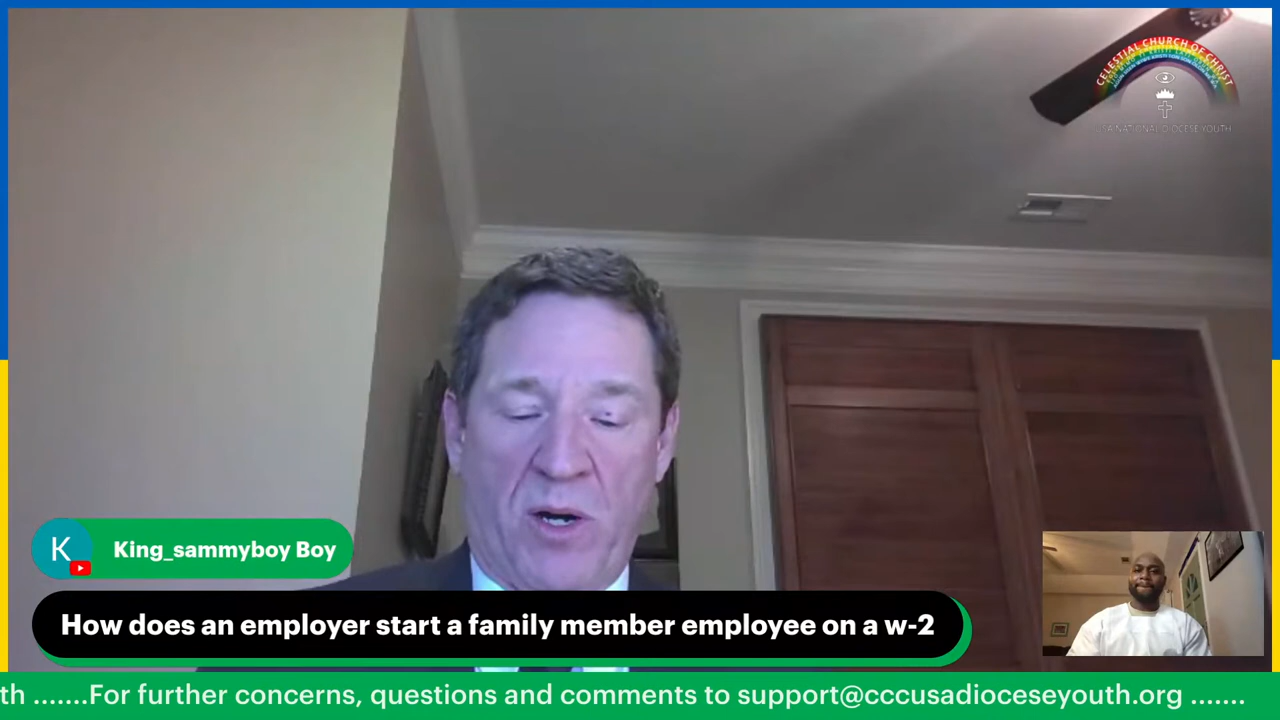 CELESTIAL CHURCH OF CHRIST
USA NATIONAL DIOCESE YOUTH
K
King_sammyboy Boy
How does an employer start a family member employee on a w-2
th .......For further concerns, questions and comments to support@cccusadioceseyouth.org .......